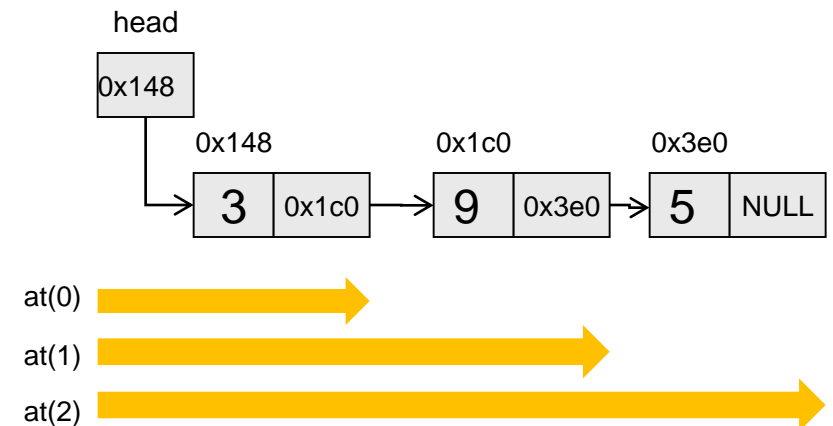 head
0x148
0x148 0x1c0 0x3e0
3 0x1c0 9 0x3e0 5 NULL
at(0)
at(1)
at(2)